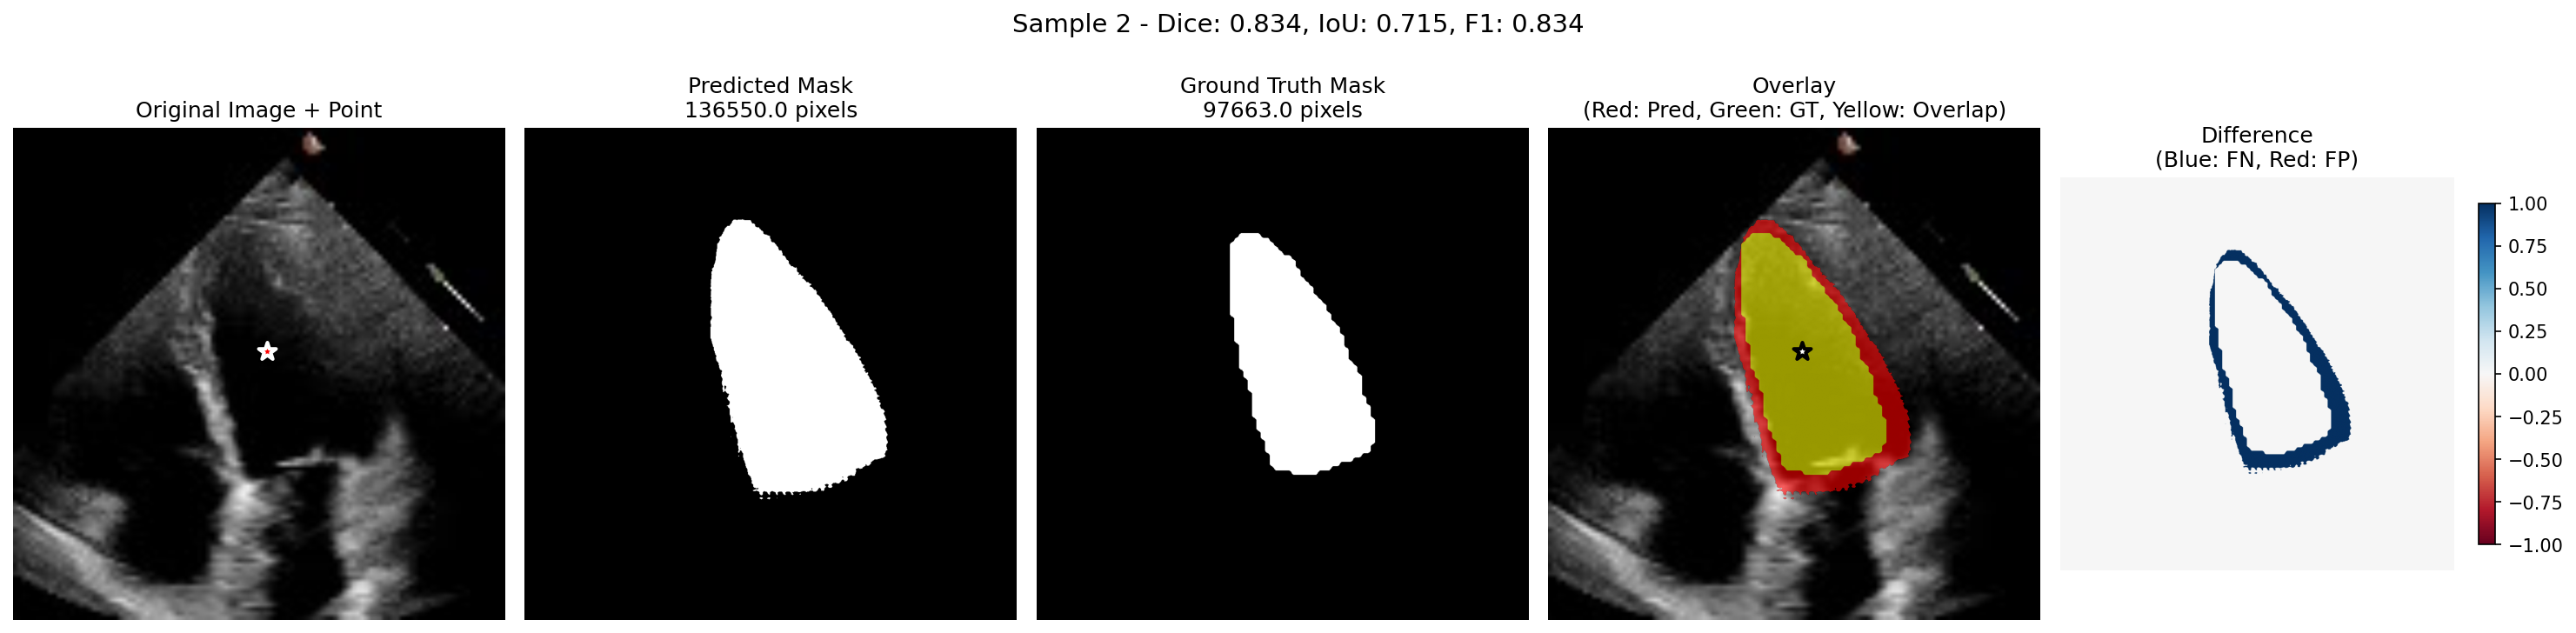 Sample 2 - Dice: 0.834, IoU: 0.715, F1: 0.834
Original Image + Point
Predicted Mask
136550.0 pixels
Ground Truth Mask
97663.0 pixels
Overlay
(Red: Pred, Green: GT, Yellow: Overlap)
Difference
(Blue: FN, Red: FP)
1.00
0.75
0.50
0.25
0.00
−0.25
−0.50
−0.75
−1.00